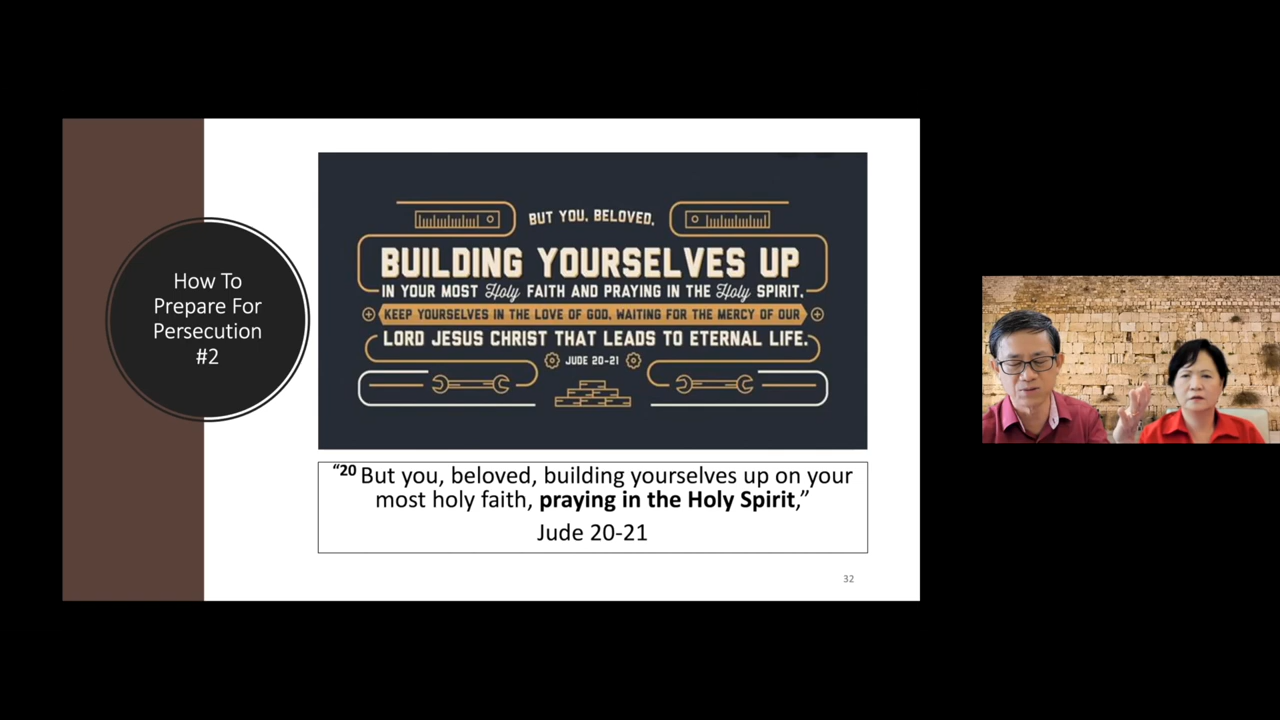 How To
Prepare For
Persecution
#2
BUT YOU, BELOVED,
BUILDING YOURSELVES UP
IN YOUR MOST Holy FAITH AND PRAYING IN THE Holy SPIRIT,
KEEP YOURSELVES IN THE LOVE OF GOD, WAITING FOR THE MERCY OF OUR
LORD JESUS CHRIST THAT LEADS TO ETERNAL LIFE.
JUDE 20-21
“20 But you, beloved, building yourselves up on your
most holy faith, praying in the Holy Spirit,”
Jude 20-21
32